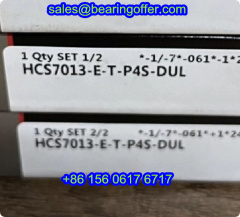 sales@bearingoffer.com
1 Qty SET 1/2 *-1/-7*-061*-1*
HCS7013-E-T-P4S-DUL
1 Qty SET 2/2 *-1/-7*-061*+1*24
HCS7013-E-T-P4S-DUL
+86 156 0617 6717